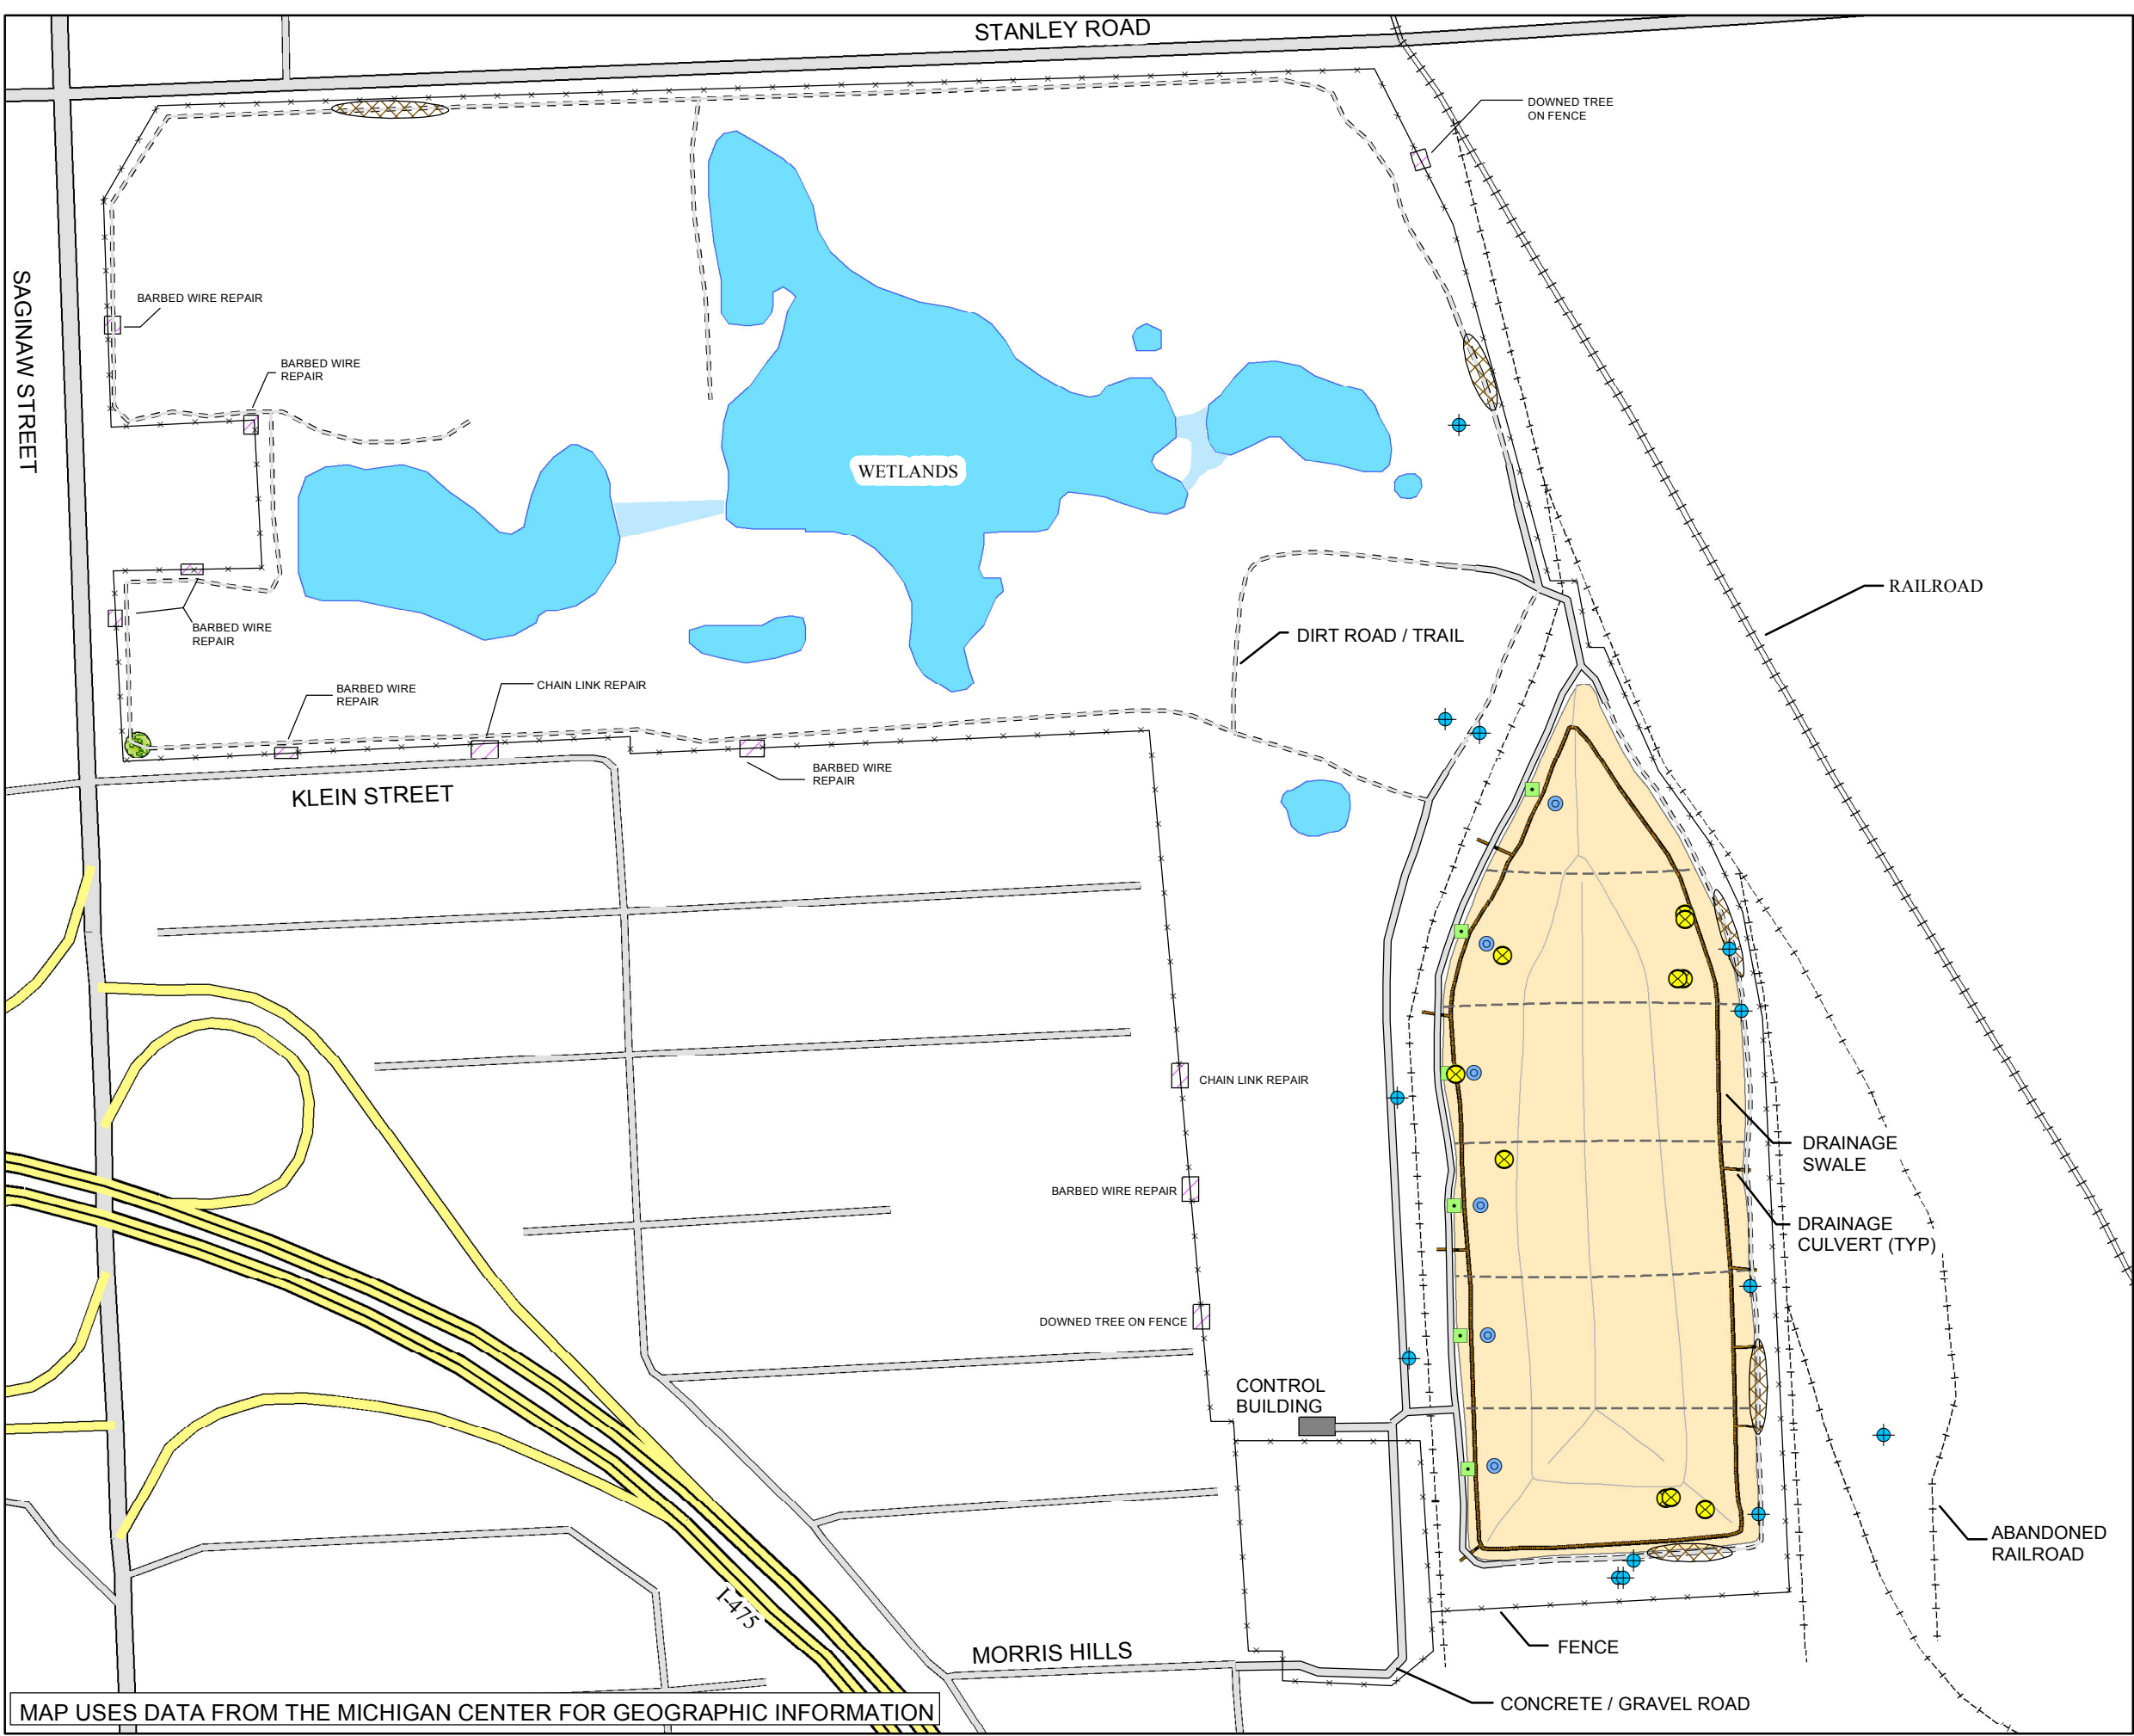 STANLEY ROAD
DOWNED TREE
ON FENCE
SAGINAW STREET
BARBED WIRE REPAIR
BARBED WIRE
REPAIR
WETLANDS
RAILROAD
BARBED WIRE
REPAIR
DIRT ROAD / TRAIL
BARBED WIRE
REPAIR
CHAIN LINK REPAIR
BARBED WIRE
REPAIR
KLEIN STREET
CHAIN LINK REPAIR
DRAINAGE
SWALE
BARBED WIRE REPAIR
DRAINAGE
CULVERT (TYP)
DOWNED TREE ON FENCE
CONTROL
BUILDING
ABANDONED
RAILROAD
I-475
MORRIS HILLS
FENCE
CONCRETE / GRAVEL ROAD
MAP USES DATA FROM THE MICHIGAN CENTER FOR GEOGRAPHIC INFORMATION